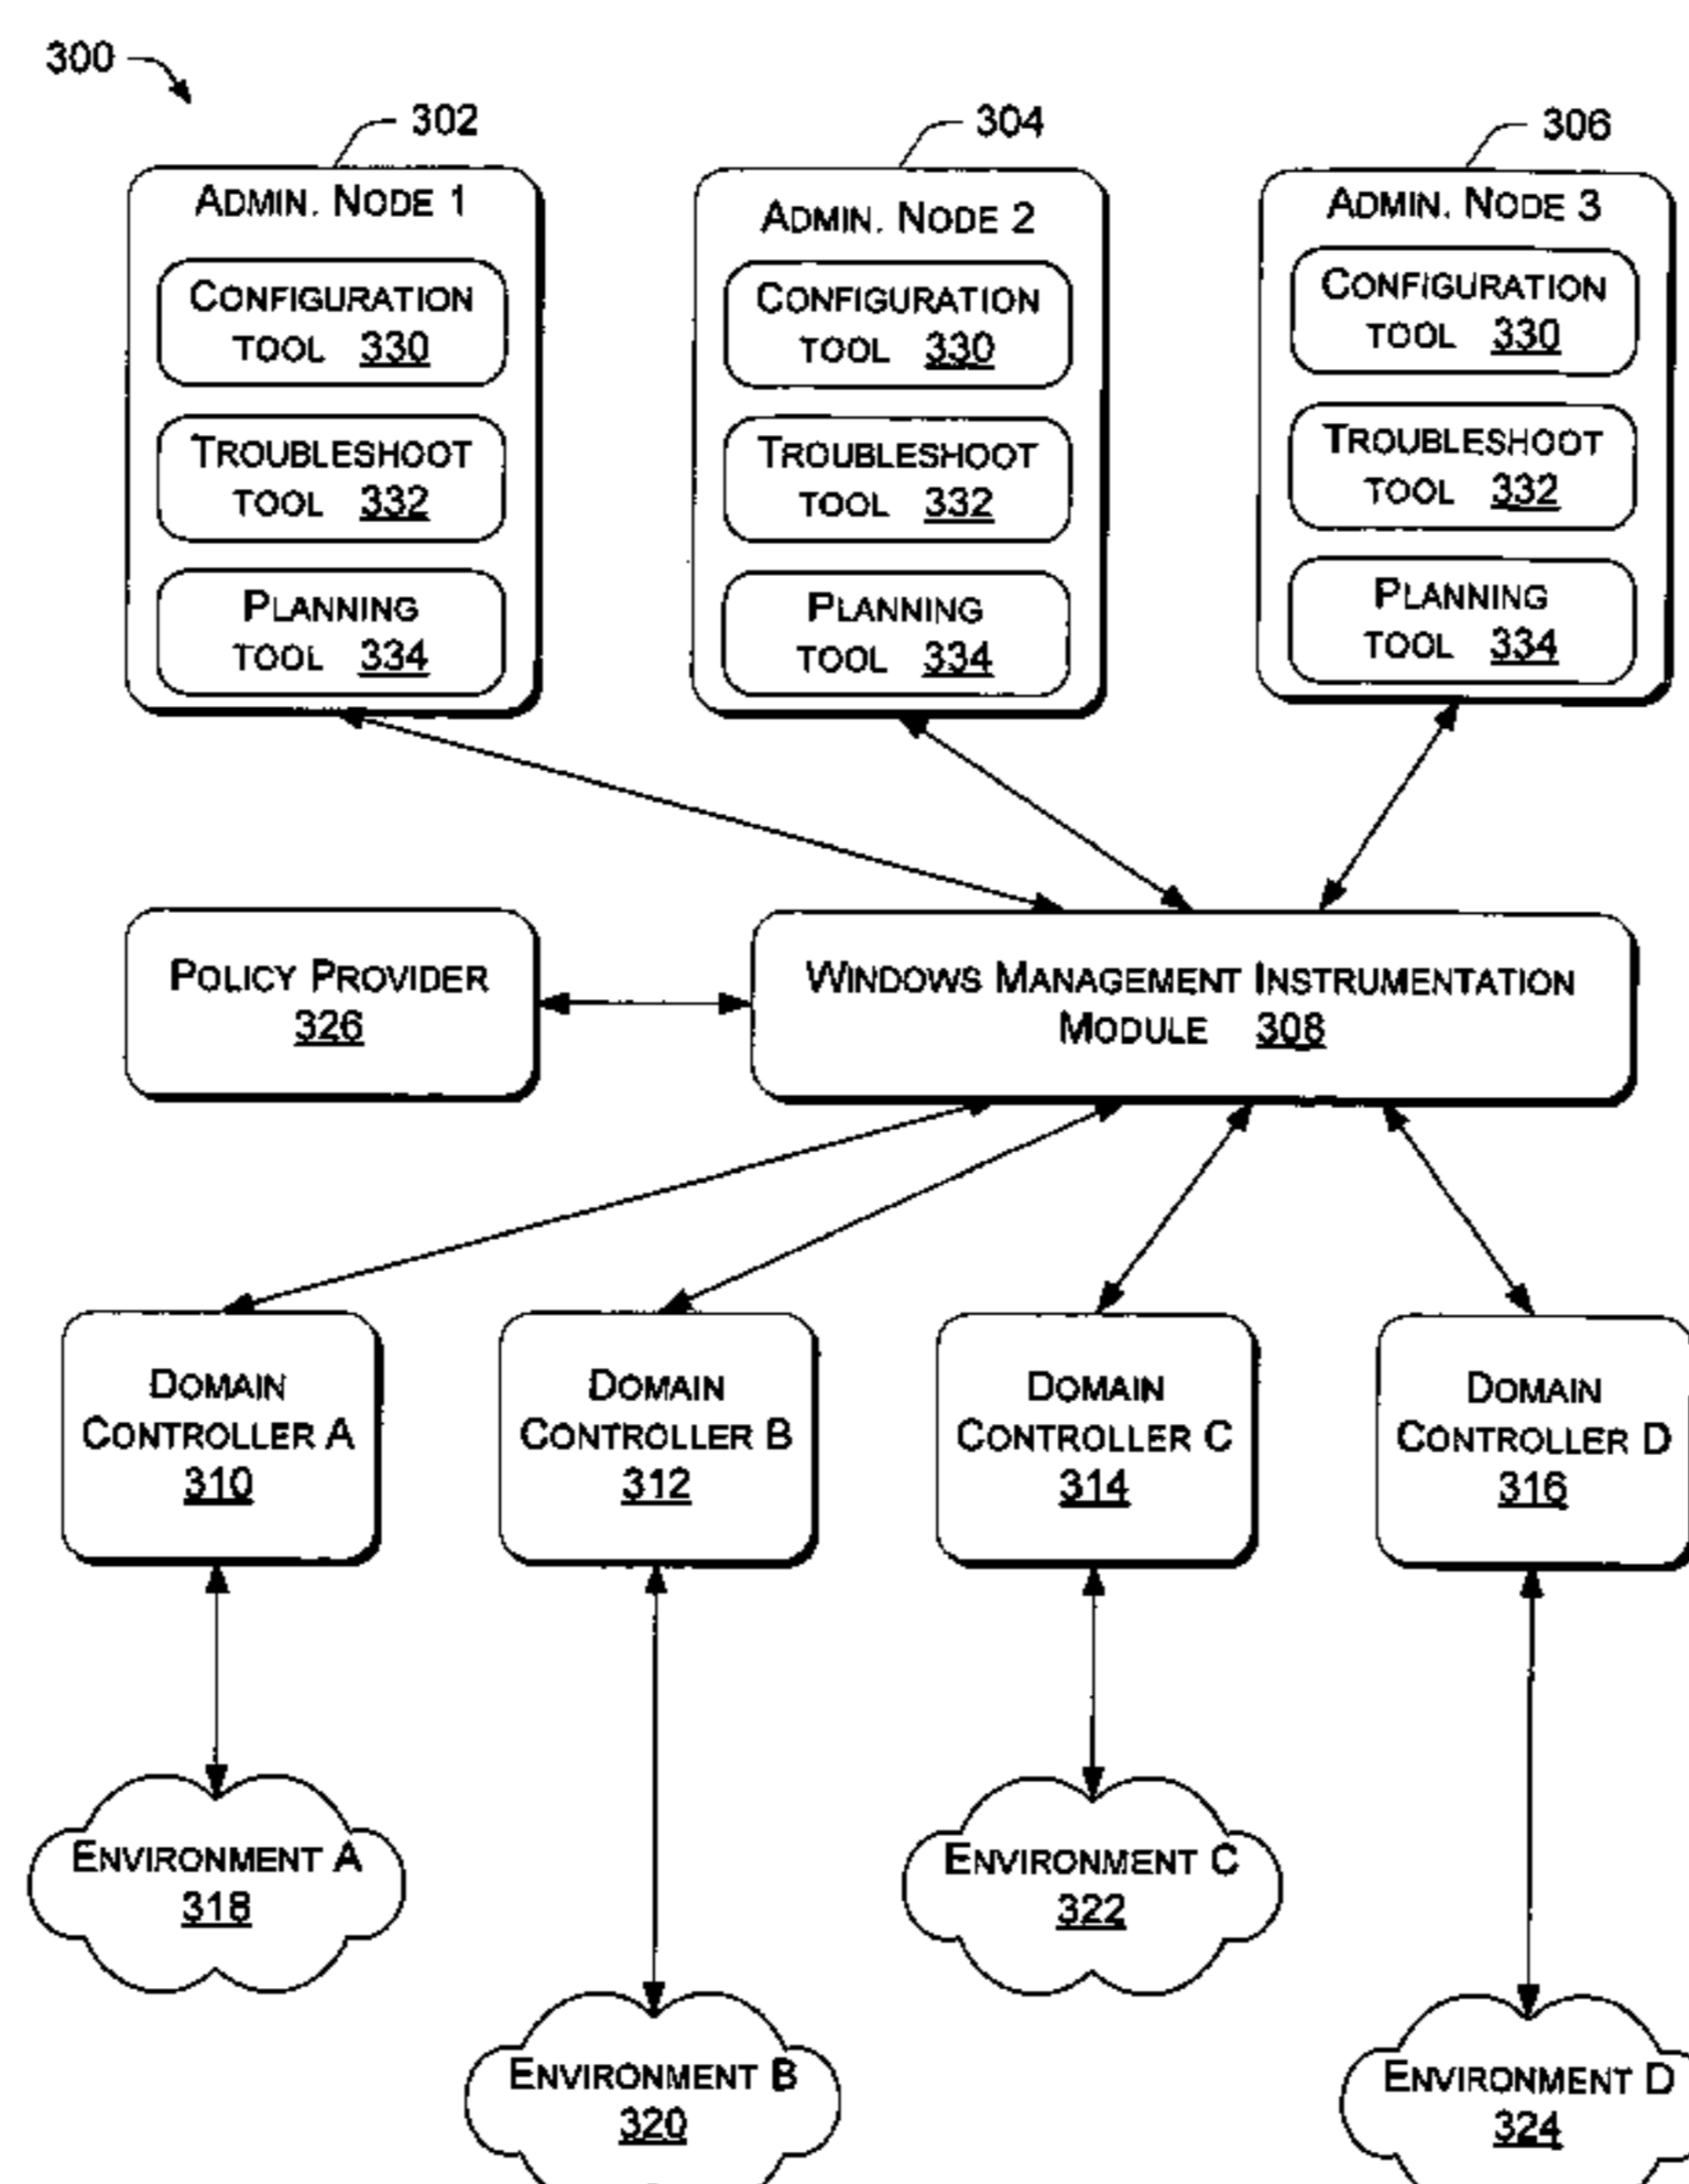 300
302
304
306
ADMIN. NODE 1
CONFIGURATION
TOOL 330
TROUBLESHOOT
TOOL 332
PLANNING
TOOL 334
ADMIN. NODE 2
CONFIGURATION
TOOL 330
TROUBLESHOOT
TOOL 332
PLANNING
TOOL 334
ADMIN. NODE 3
CONFIGURATION
TOOL 330
TROUBLESHOOT
TOOL 332
PLANNING
TOOL 334
POLICY PROVIDER
326
WINDOWS MANAGEMENT INSTRUMENTATION
MODULE 308
DOMAIN
CONTROLLER A
310
DOMAIN
CONTROLLER B
312
DOMAIN
CONTROLLER C
314
DOMAIN
CONTROLLER D
316
ENVIRONMENT A
318
ENVIRONMENT C
322
ENVIRONMENT B
320
ENVIRONMENT D
324